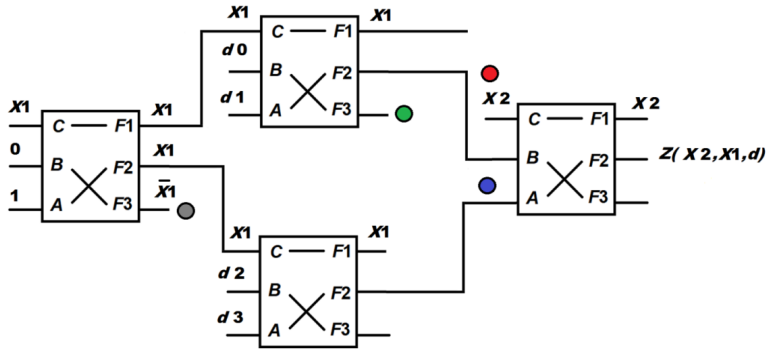 X1
X1
C F1
d 0
B F2
d 1
A F3
X1
X1
C F1
0
B F2
X1
1
A F3
X̅1
X 2
X 2
C F1
B F2
Z( X 2,X1,d)
A F3
X1
X1
C F1
d 2
B F2
d 3
A F3